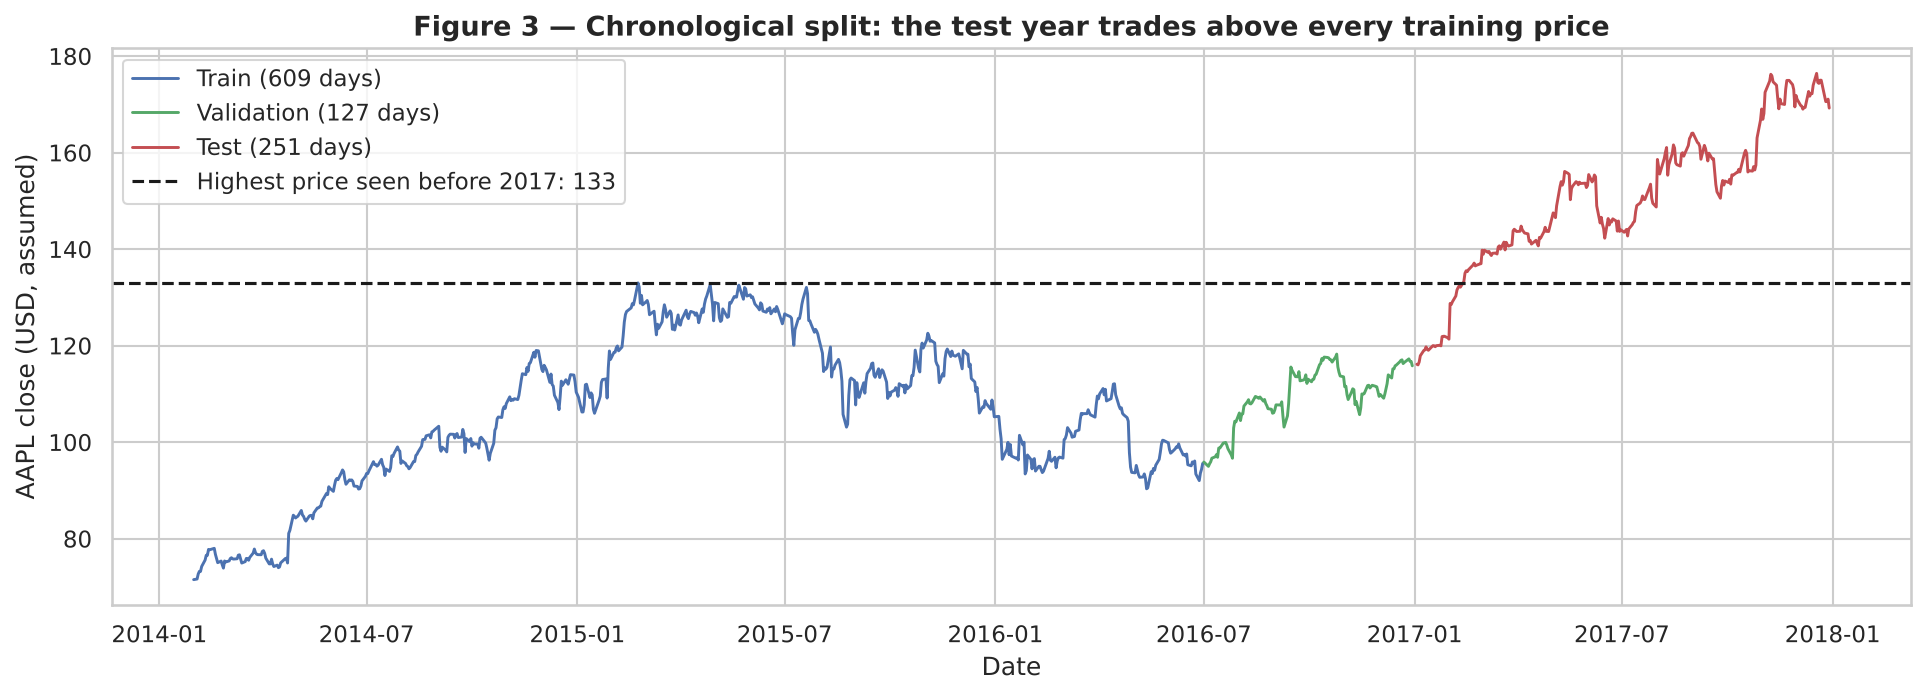 Figure 3 — Chronological split: the test year trades above every training price
AAPL close (USD, assumed)
180
160
140
120
100
80
Train (609 days)
Validation (127 days)
Test (251 days)
Highest price seen before 2017: 133
2014-01
2014-07
2015-01
2015-07
2016-01
2016-07
2017-01
2017-07
2018-01
Date